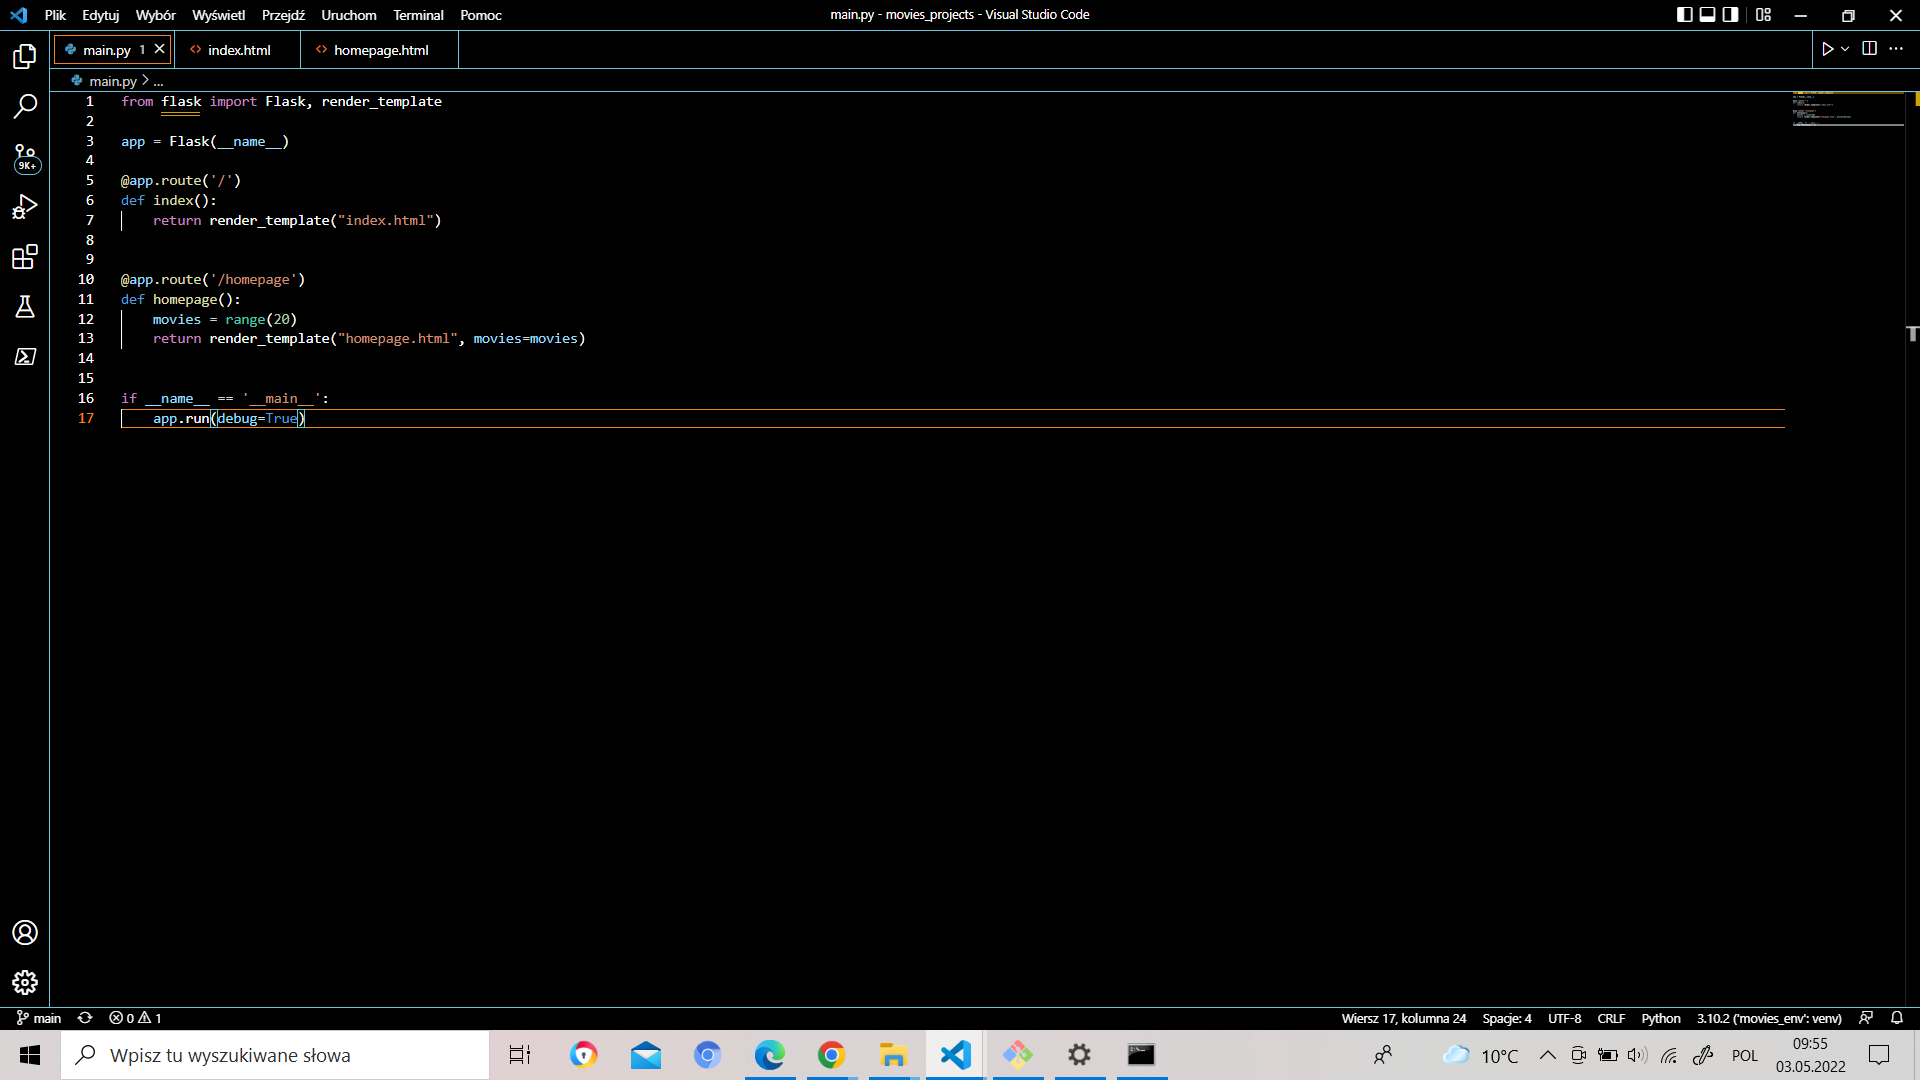 Plik Edytuj Wybór Wyświetl Przejdź Uruchom Terminal Pomoc
main.py - movies_projects - Visual Studio Code
main.py 1
index.html
homepage.html
main.py > ...
9K+
1 from flask import Flask, render_template
2
3 app = Flask(__name__)
4
5 @app.route('/')
6 def index():
7     return render_template("index.html")
8
9
10 @app.route('/homepage')
11 def homepage():
12     movies = range(20)
13     return render_template("homepage.html", movies=movies)
14
15
16 if __name__ == '__main__':
17     app.run(debug=True)
main 0 1
Wiersz 17, kolumna 24 Spacje: 4 UTF-8 CRLF Python 3.10.2 ('movies_env': venv)
Wpisz tu wyszukiwane słowa
10°C
POL
09:55
03.05.2022